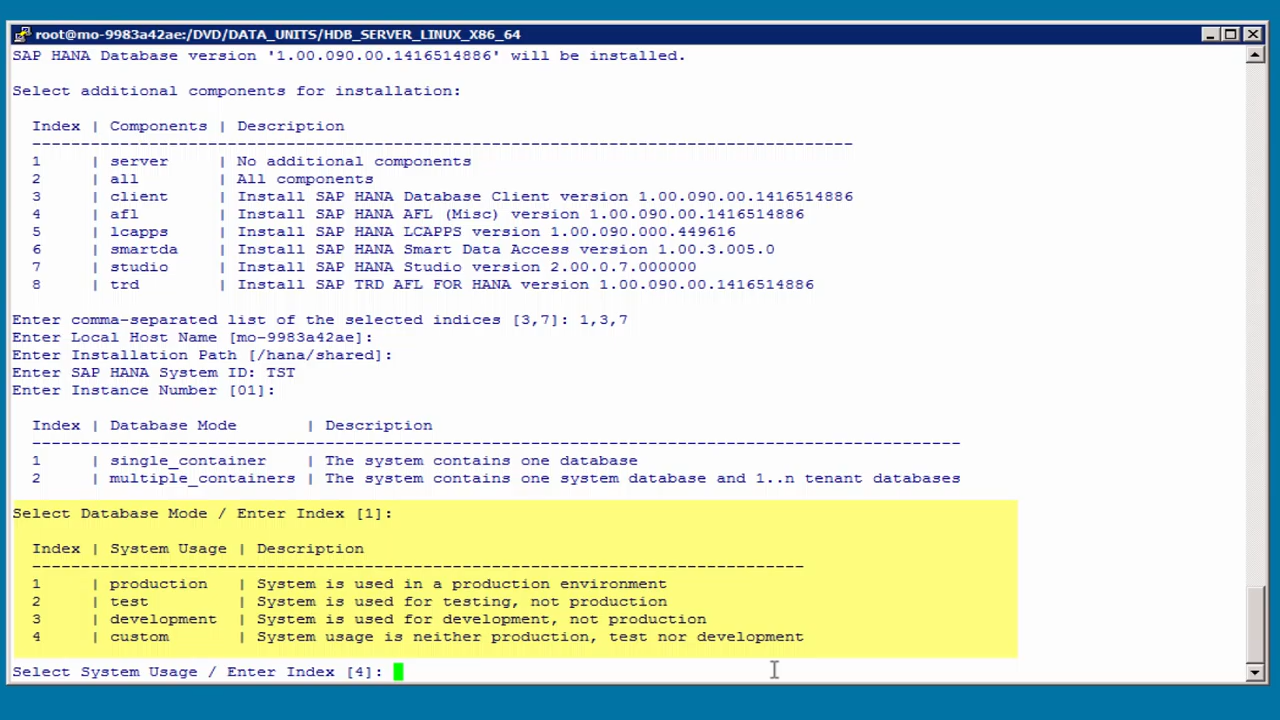 root@mo-9983a42ae:/DVD/DATA_UNITS/HDB_SERVER_LINUX_X86_64
SAP HANA Database version '1.00.090.00.1416514886' will be installed.
Select additional components for installation:
Index | Components | Description
------------------------------------------------------------------------------------
1 | server | No additional components
2 | all | All components
3 | client | Install SAP HANA Database Client version 1.00.090.00.1416514886
4 | afl | Install SAP HANA AFL (Misc) version 1.00.090.00.1416514886
5 | lcapps | Install SAP HANA LCAPPS version 1.00.090.000.449616
6 | smartda | Install SAP HANA Smart Data Access version 1.00.3.005.0
7 | studio | Install SAP HANA Studio version 2.00.0.7.000000
8 | trd | Install SAP TRD AFL FOR HANA version 1.00.090.00.1416514886
Enter comma-separated list of the selected indices [3,7]: 1,3,7
Enter Local Host Name [mo-9983a42ae]:
Enter Installation Path [/hana/shared]:
Enter SAP HANA System ID: TST
Enter Instance Number [01]:
Index | Database Mode | Description
-----------------------------------------------------------------------------------------------
1 | single_container | The system contains one database
2 | multiple_containers | The system contains one system database and 1..n tenant databases
Select Database Mode / Enter Index [1]:
Index | System Usage | Description
-------------------------------------------------------------------------------
1 | production | System is used in a production environment
2 | test | System is used for testing, not production
3 | development | System is used for development, not production
4 | custom | System usage is neither production, test nor development
Select System Usage / Enter Index [4]: